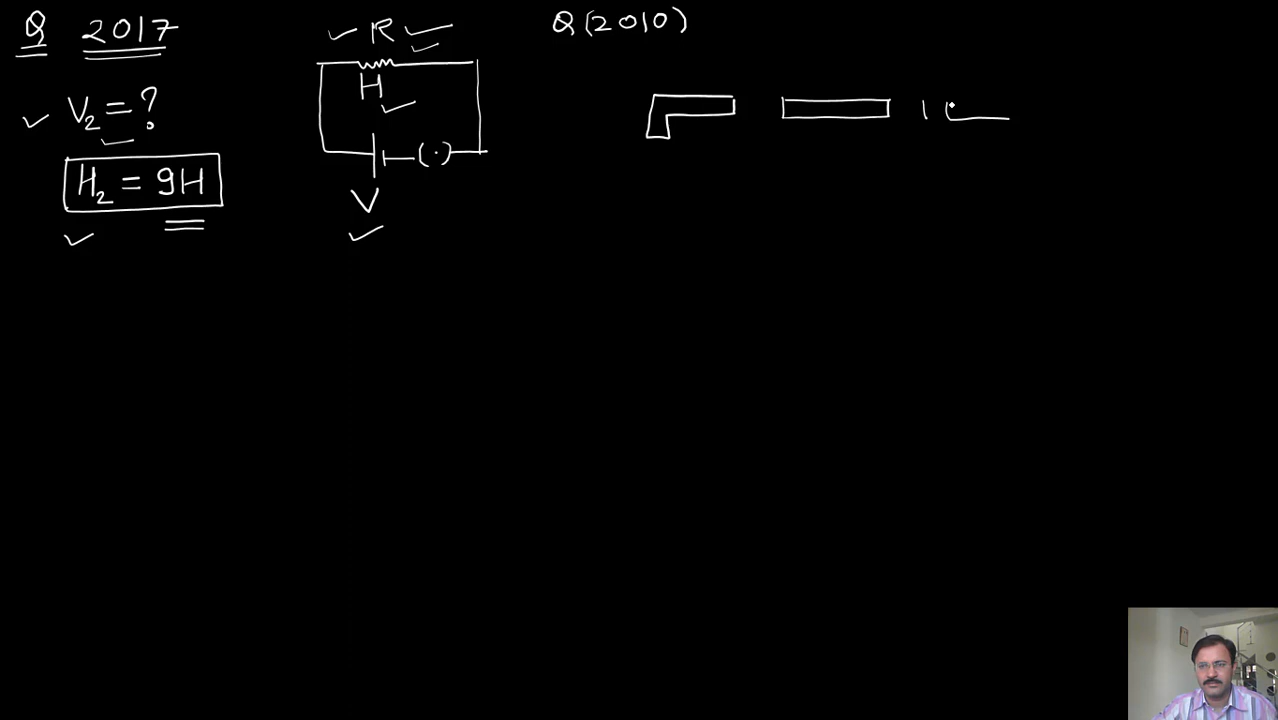 Q 2017
V₂ = ?
H₂ = 9H
R
H
(·)
V
Q (2010)